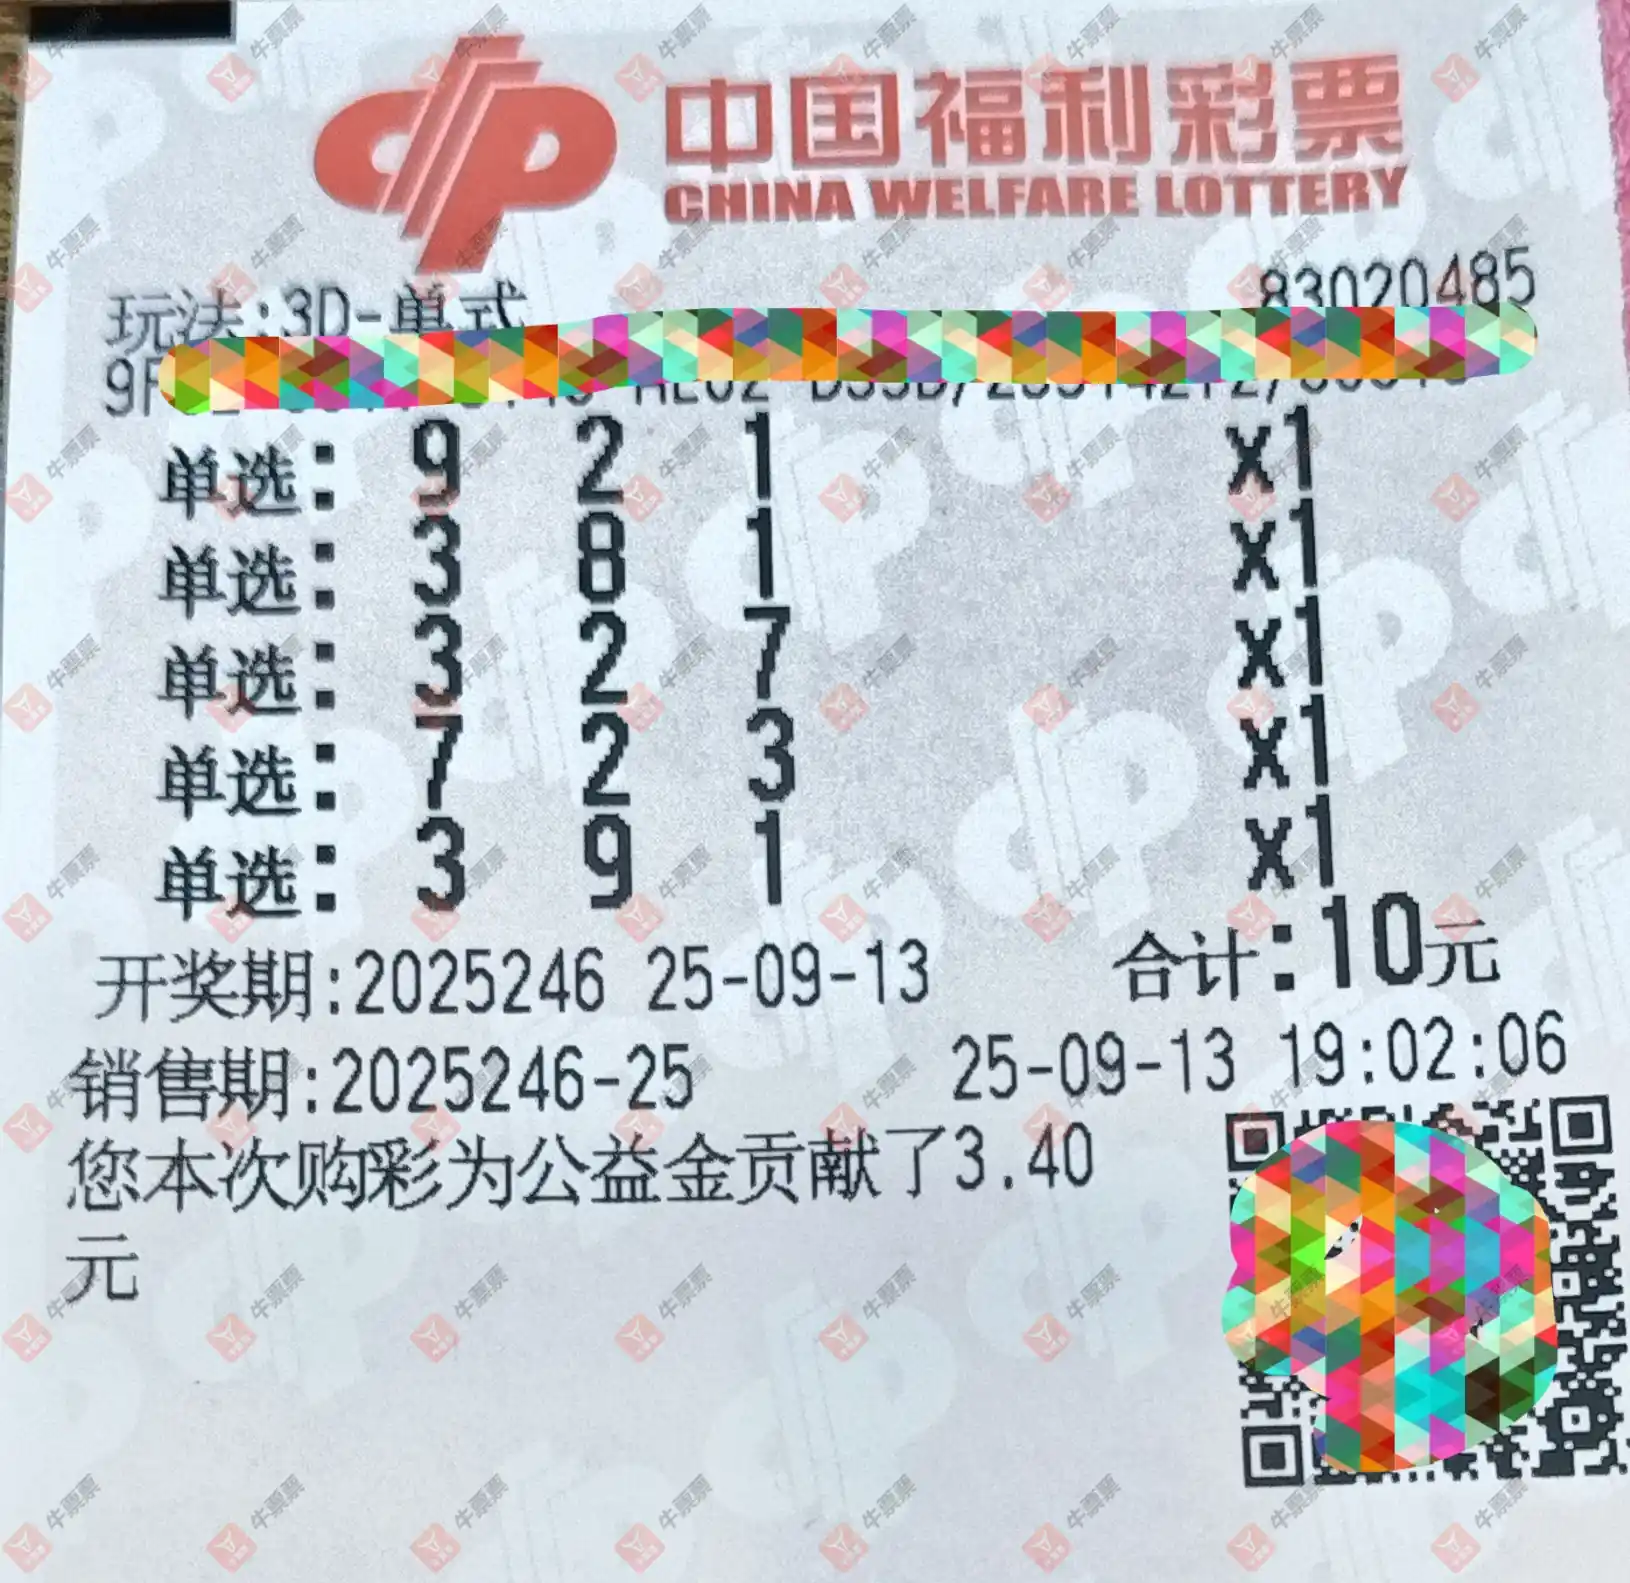 中国福利彩票
CHINA WELFARE LOTTERY
玩法:3D-单式 83020485
单选: 9 2 1 x1
单选: 3 8 1 x1
单选: 3 2 7 x1
单选: 7 2 3 x1
单选: 3 9 1 x1
开奖期:2025246 25-09-13 合计:10元
销售期:2025246-25 25-09-13 19:02:06
您本次购彩为公益金贡献了3.40
元
牛票票